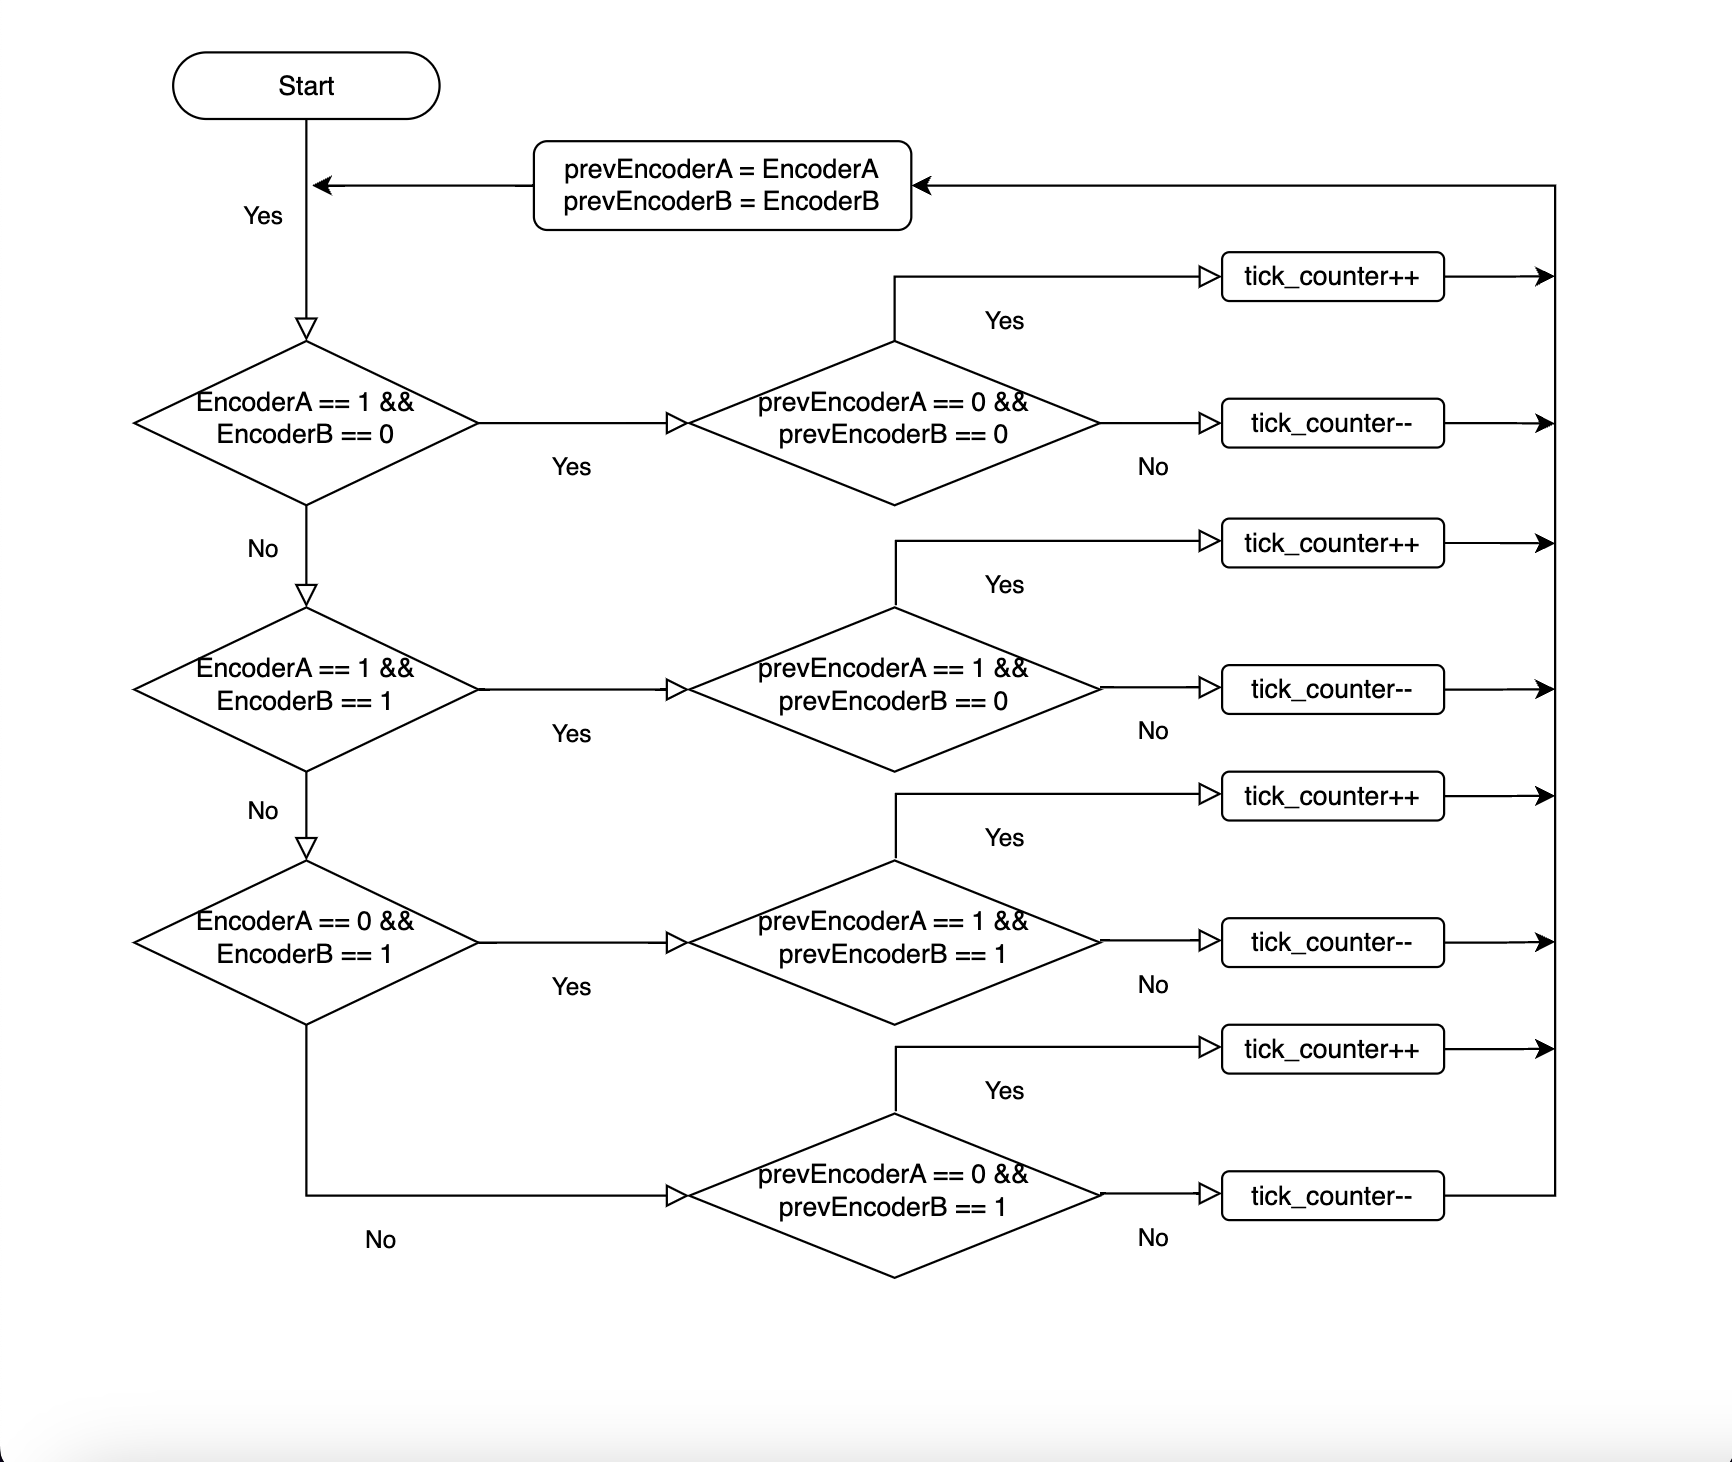 Start
prevEncoderA = EncoderA
prevEncoderB = EncoderB
Yes
tick_counter++
Yes
EncoderA == 1 &&
EncoderB == 0
prevEncoderA == 0 &&
prevEncoderB == 0
tick_counter--
Yes
No
No
tick_counter++
Yes
EncoderA == 1 &&
EncoderB == 1
prevEncoderA == 1 &&
prevEncoderB == 0
tick_counter--
Yes
No
No
tick_counter++
Yes
EncoderA == 0 &&
EncoderB == 1
prevEncoderA == 1 &&
prevEncoderB == 1
tick_counter--
Yes
No
tick_counter++
Yes
prevEncoderA == 0 &&
prevEncoderB == 1
tick_counter--
No
No